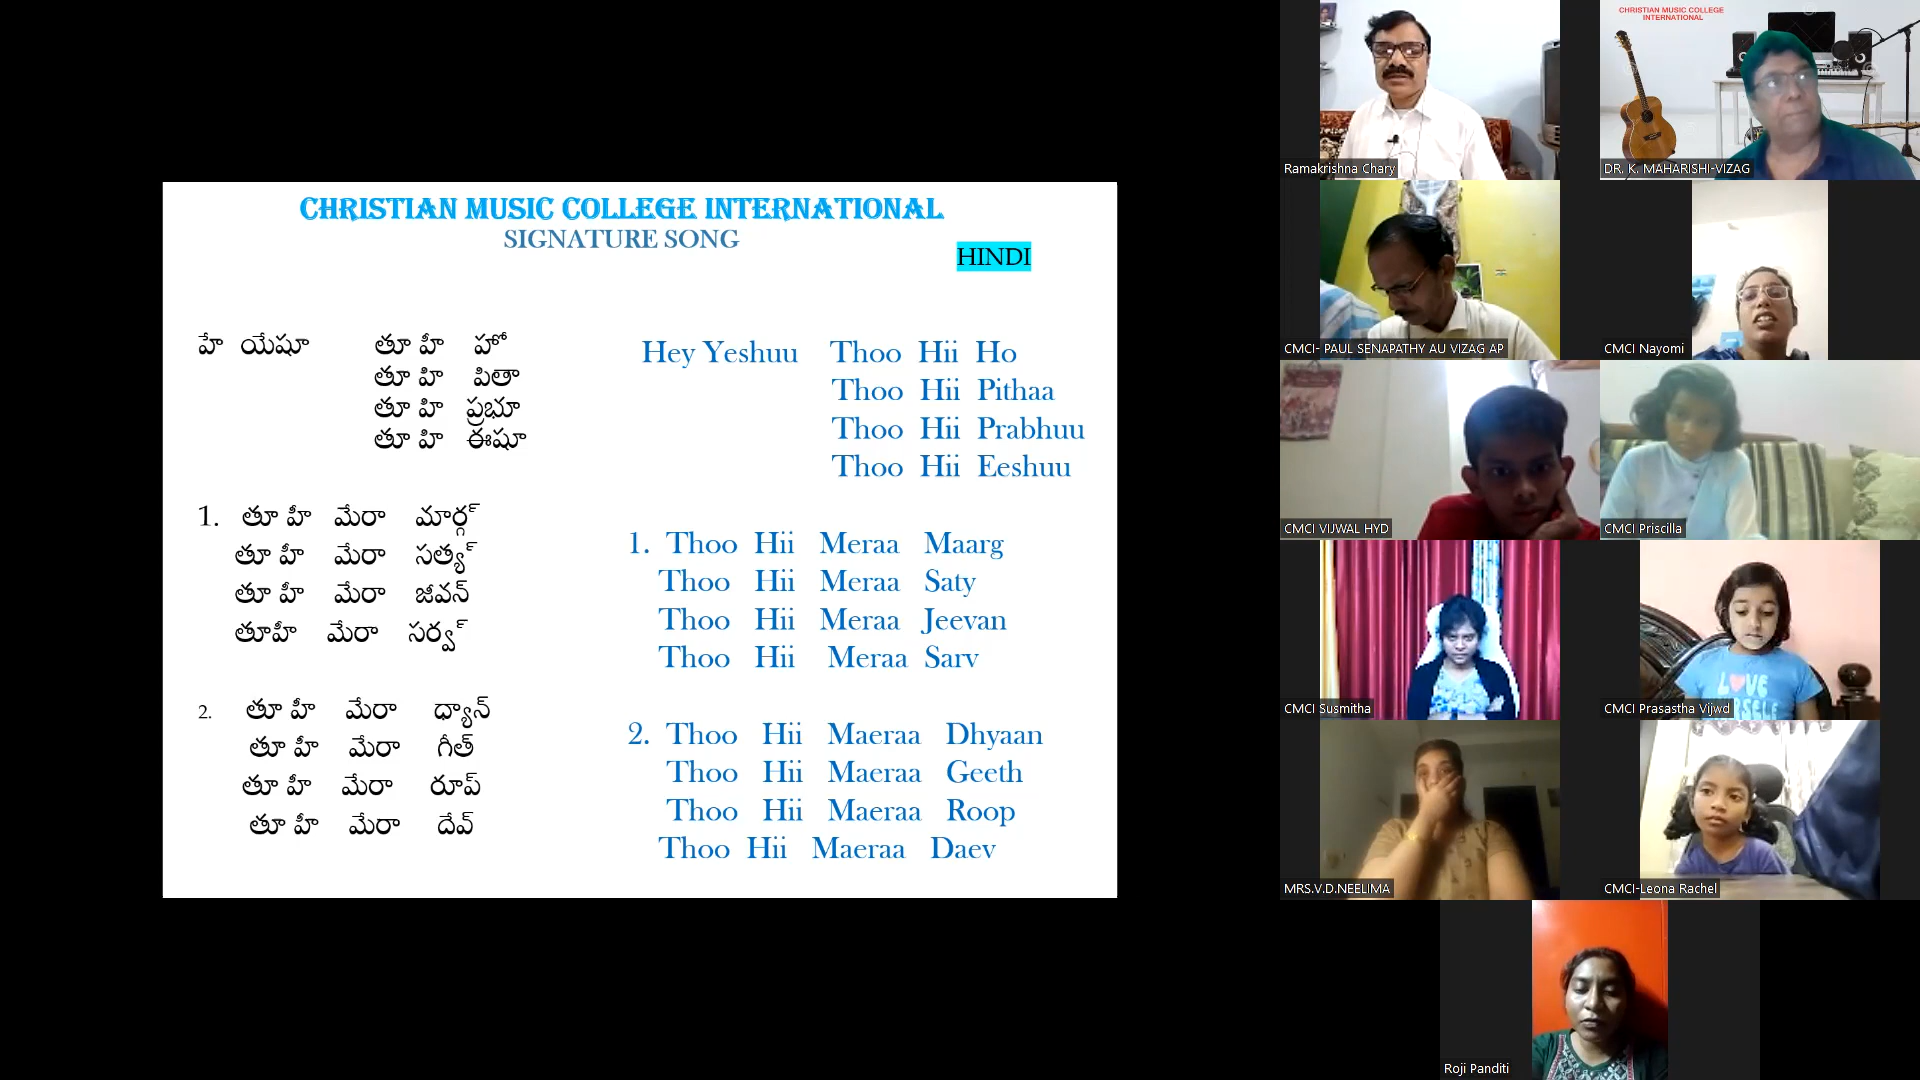 CHRISTIAN MUSIC COLLEGE INTERNATIONAL
SIGNATURE SONG
HINDI
హే యేషూ తూ హి హో
తూ హి పితా
తూ హి ప్రభూ
తూ హి ఈషూ
1. తూ హి మేరా మార్గ్
తూ హి మేరా సత్య్
తూ హి మేరా జీవన్
తూహి మేరా సర్వ్
2. తూ హి మేరా ధ్యాన్
తూ హి మేరా గీత్
తూ హి మేరా రూప్
తూ హి మేరా దేవ్
Hey Yeshuu Thoo Hii Ho
Thoo Hii Pithaa
Thoo Hii Prabhuu
Thoo Hii Eeshuu
1. Thoo Hii Meraa Maarg
Thoo Hii Meraa Saty
Thoo Hii Meraa Jeevan
Thoo Hii Meraa Sarv
2. Thoo Hii Maeraa Dhyaan
Thoo Hii Maeraa Geeth
Thoo Hii Maeraa Roop
Thoo Hii Maeraa Daev
Ramakrishna Chary
CHRISTIAN MUSIC COLLEGE
INTERNATIONAL
DR. K. MAHARISHI-VIZAG
CMCI- PAUL SENAPATHY AU VIZAG AP
CMCI Nayomi
CMCI VIJWAL HYD
CMCI Priscilla
CMCI Susmitha
LOVE
CMCI Prasastha Vijwd
MRS.V.D.NEELIMA
CMCI-Leona Rachel
Roji Panditi